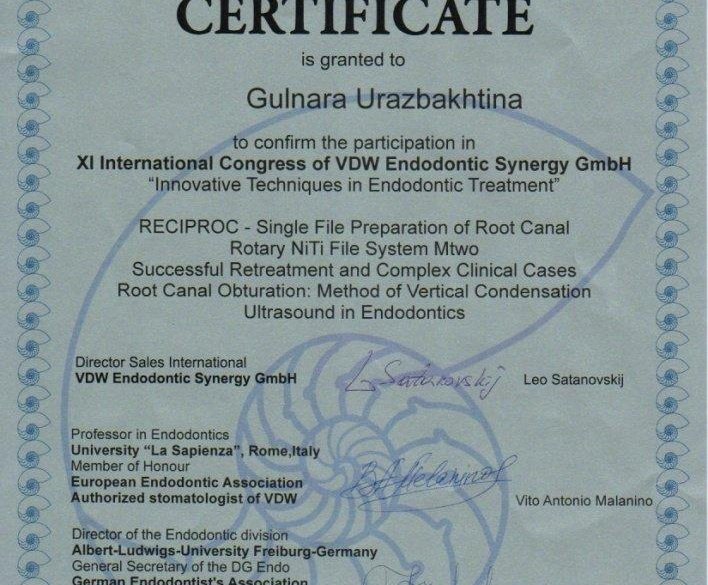 CERTIFICATE
is granted to
Gulnara Urazbakhtina
to confirm the participation in
XI International Congress of VDW Endodontic Synergy GmbH
“Innovative Techniques in Endodontic Treatment”
RECIPROC - Single File Preparation of Root Canal
Rotary NiTi File System Mtwo
Successful Retreatment and Complex Clinical Cases
Root Canal Obturation: Method of Vertical Condensation
Ultrasound in Endodontics
Director Sales International
VDW Endodontic Synergy GmbH
L Satanovskij
Leo Satanovskij
Professor in Endodontics
University “La Sapienza”, Rome,Italy
Member of Honour
European Endodontic Association
Authorized stomatologist of VDW
Vito Antonio Malanino
Director of the Endodontic division
Albert-Ludwigs-University Freiburg-Germany
General Secretary of the DG Endo
German Endodontist's Association